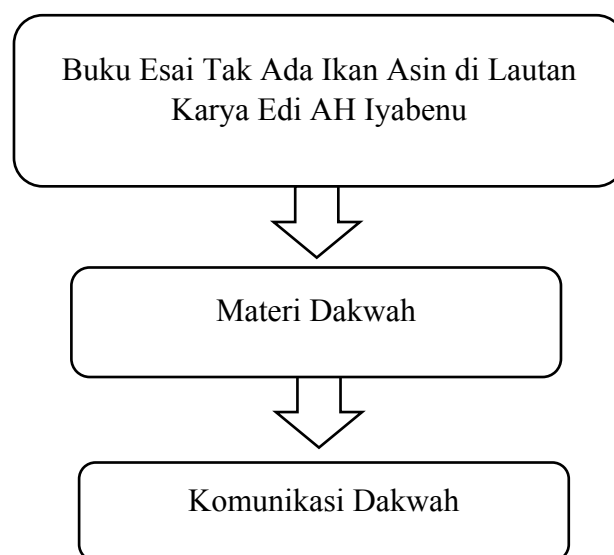 Buku Esai Tak Ada Ikan Asin di Lautan
Karya Edi AH Iyabenu
Materi Dakwah
Komunikasi Dakwah